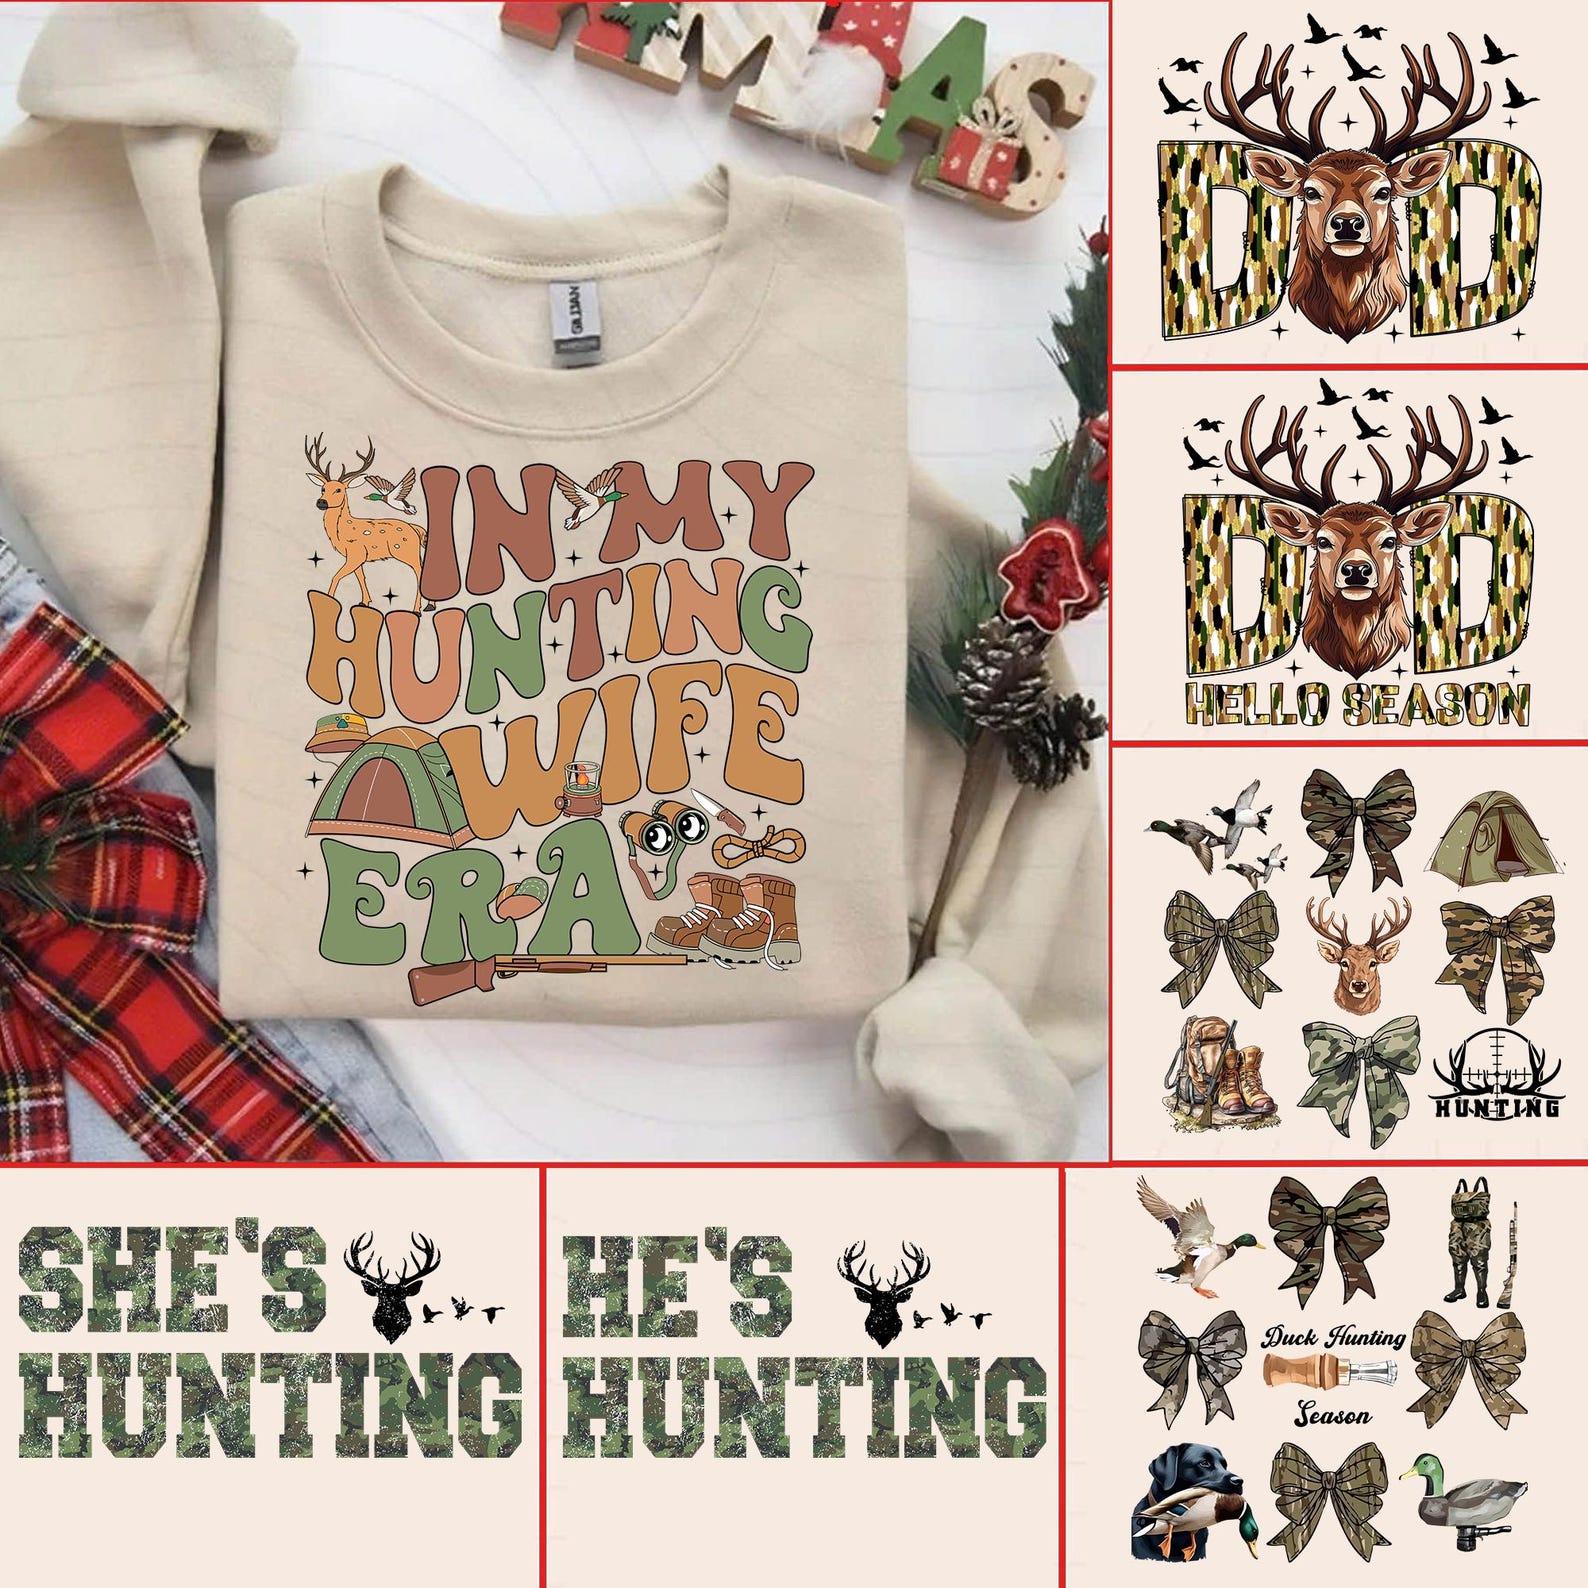 XMAS
GILDAN
IN MY
HUNTING
WIFE
ERA
DAD
DAD
HELLO SEASON
HUNTING
SHE'S
HUNTING
HE'S
HUNTING
Duck Hunting
Season